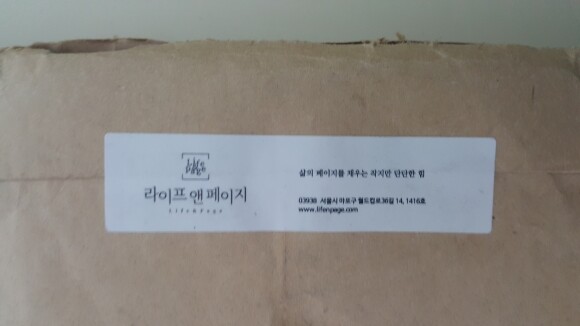 life
page
라이프 앤 페이지
life&page
삶의 페이지를 채우는 작지만 단단한 힘
03938 서울시 마포구 월드컵로36길 14, 1416호
www.lifenpage.com